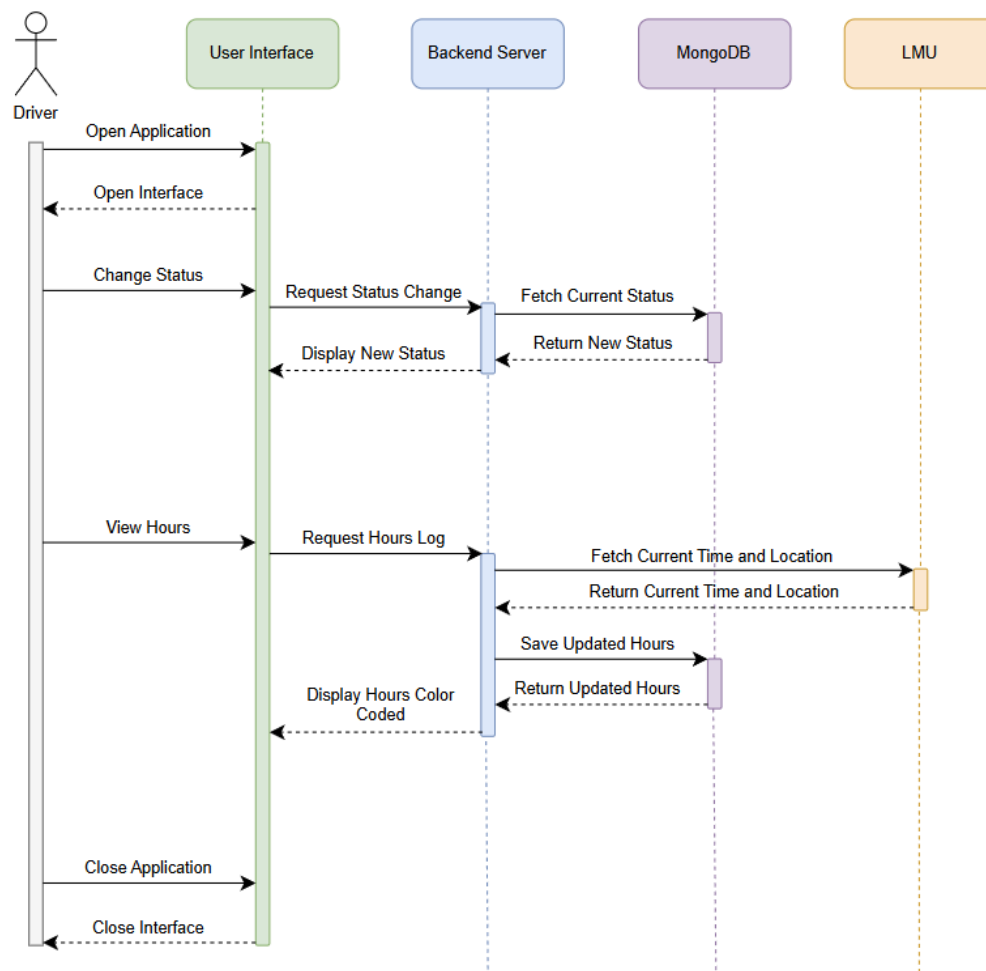 User Interface
Backend Server
MongoDB
LMU
Driver
Open Application
Open Interface
Change Status
Request Status Change
Fetch Current Status
Return New Status
Display New Status
View Hours
Request Hours Log
Fetch Current Time and Location
Return Current Time and Location
Save Updated Hours
Return Updated Hours
Display Hours Color
Coded
Close Application
Close Interface